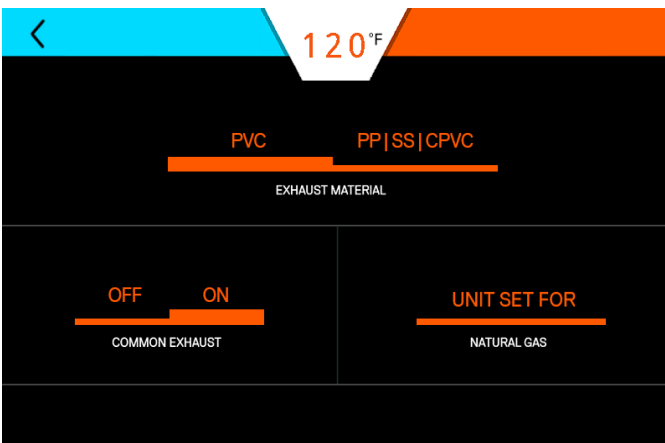 120°F
PVC PP|SS|CPVC
EXHAUST MATERIAL
OFF ON
COMMON EXHAUST
UNIT SET FOR
NATURAL GAS